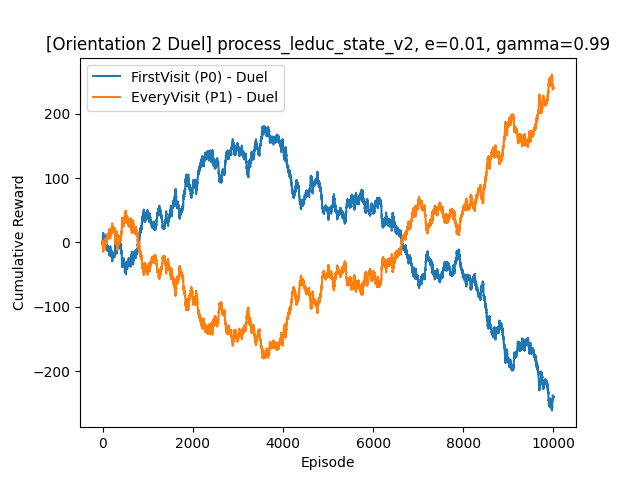 [Orientation 2 Duel] process_leduc_state_v2, e=0.01, gamma=0.99
FirstVisit (P0) - Duel
EveryVisit (P1) - Duel
200
100
0
−100
−200
Cumulative Reward
0 2000 4000 6000 8000 10000
Episode